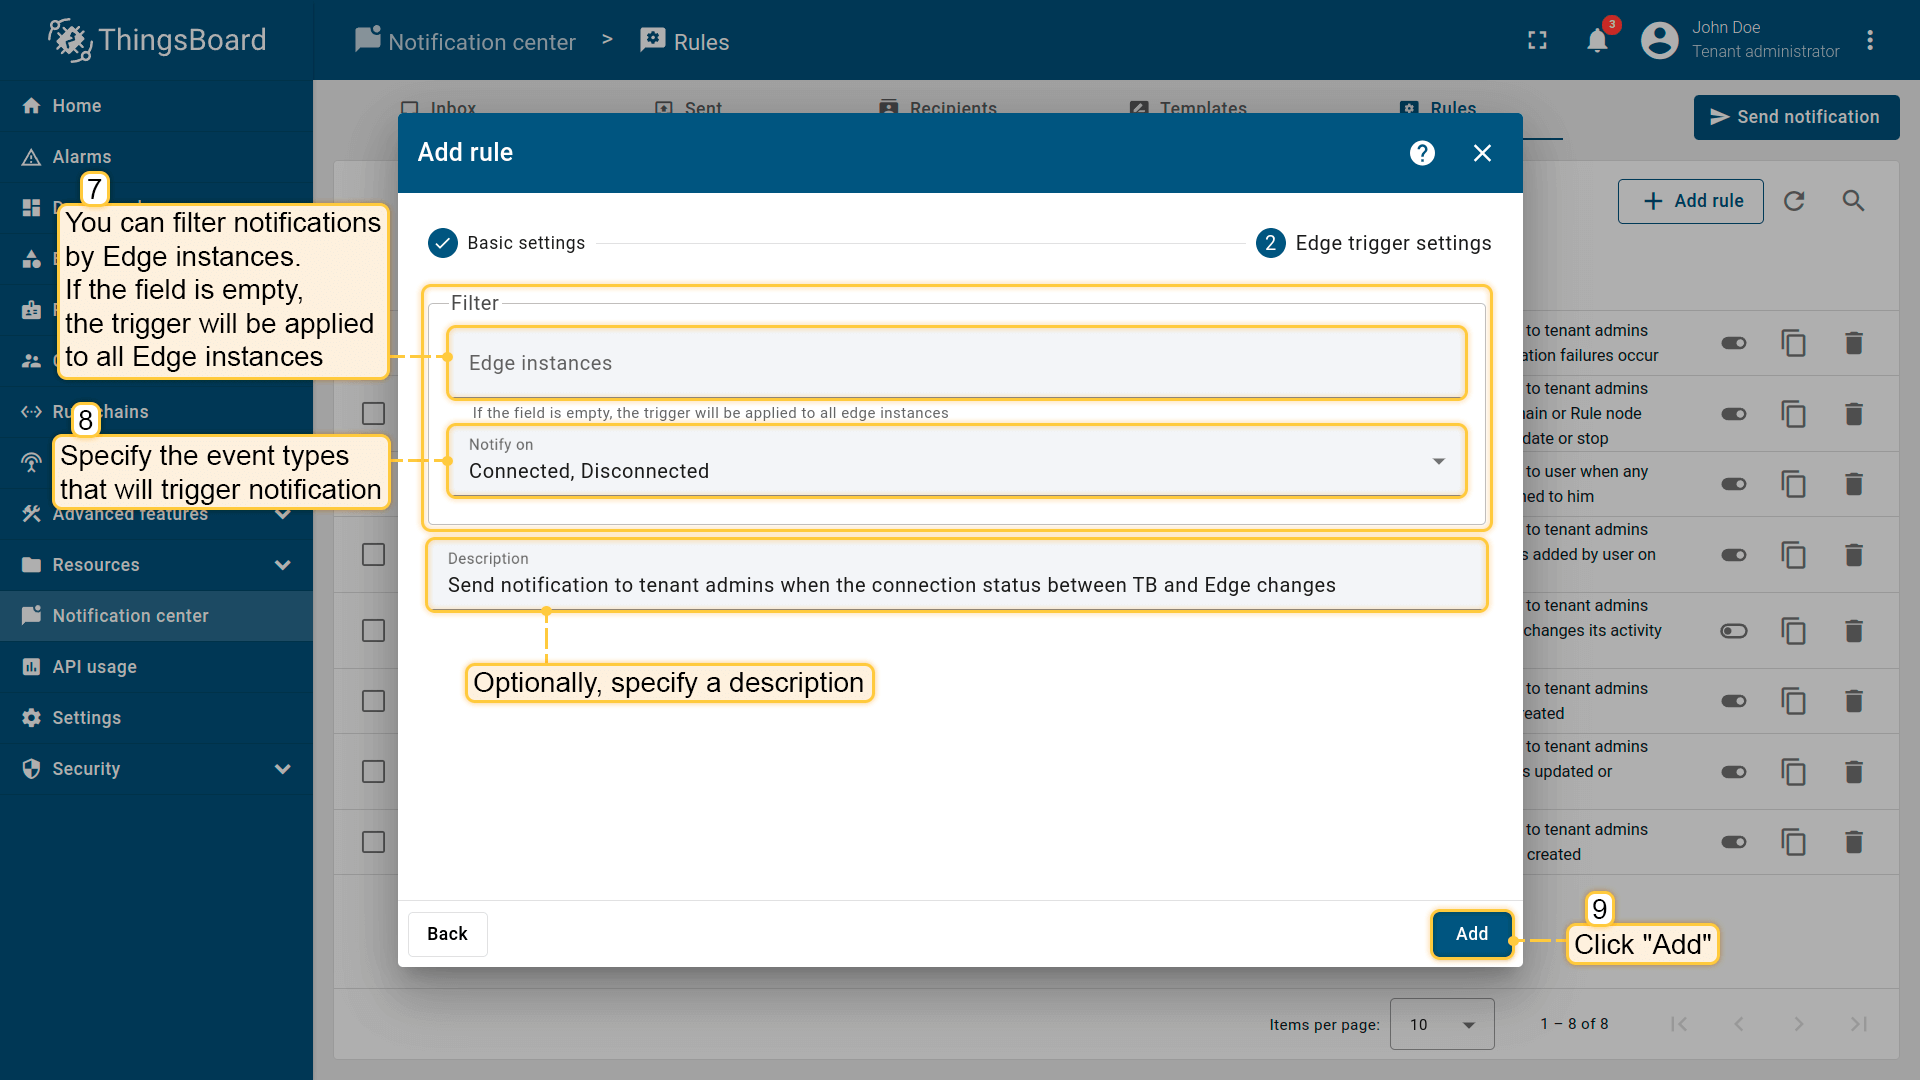 ThingsBoard
Notification center > Rules
3
John Doe
Tenant administrator
Home
Alarms
Resources
Notification center
API usage
Settings
Security
Advanced features
Inbox
Sent
Recipients
Templates
Rules
Send notification
Add rule
Add rule
Basic settings
2 Edge trigger settings
7
You can filter notifications
by Edge instances.
If the field is empty,
the trigger will be applied
to all Edge instances
Filter
Edge instances
If the field is empty, the trigger will be applied to all edge instances
8
Specify the event types
that will trigger notification
Notify on
Connected, Disconnected
Description
Send notification to tenant admins when the connection status between TB and Edge changes
Optionally, specify a description
Back
Add
9
Click "Add"
to tenant admins
failures occur
to tenant admins
or Rule node
or stop
to user when any
to him
to tenant admins
added by user on
to tenant admins
changes its activity
to tenant admins
to tenant admins
updated or
to tenant admins
created
Items per page:
10
1 – 8 of 8